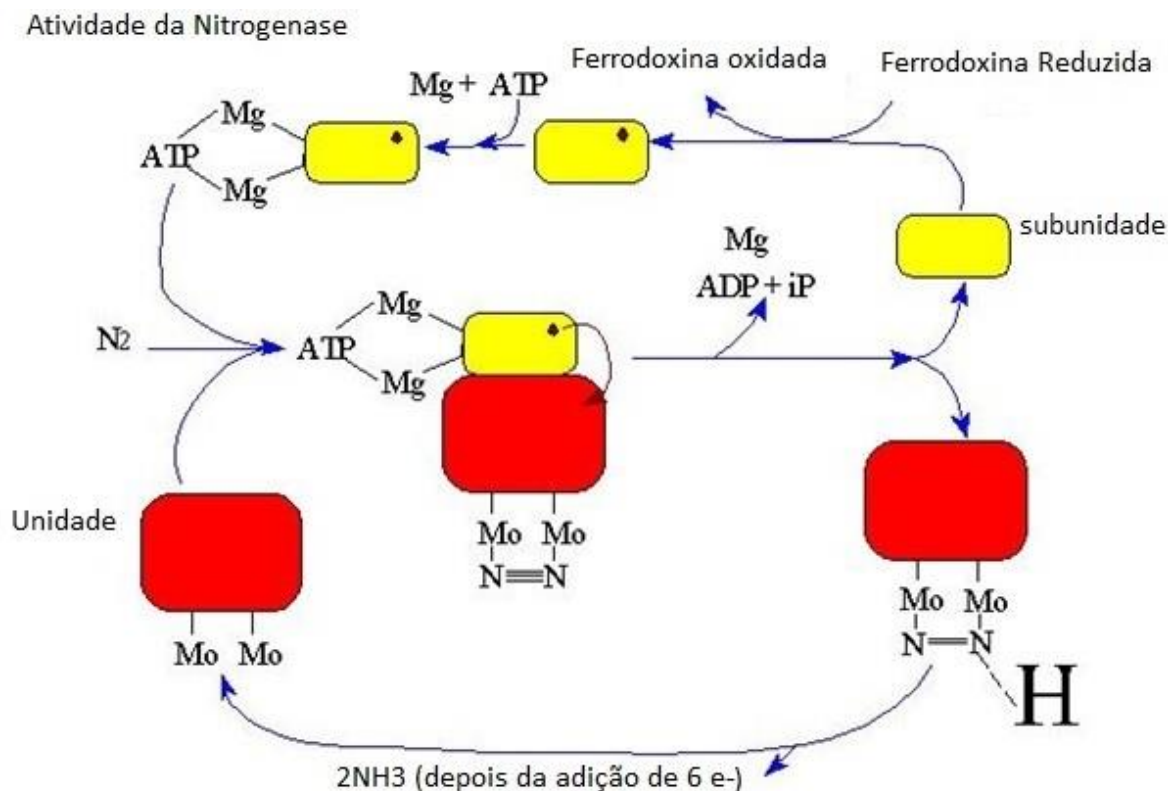 Atividade da Nitrogenase
Ferrodoxina oxidada
Ferrodoxina Reduzida
Mg + ATP
Mg
ATP
Mg
subunidade
Mg
ADP + iP
N2
Mg
ATP
Mg
Unidade
Mo Mo
N≡N
Mo Mo
Mo Mo
N=N
H
2NH3 (depois da adição de 6 e-)